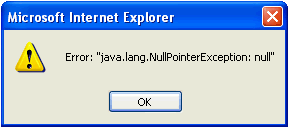 Microsoft Internet Explorer
Error: "java.lang.NullPointerException: null"
OK